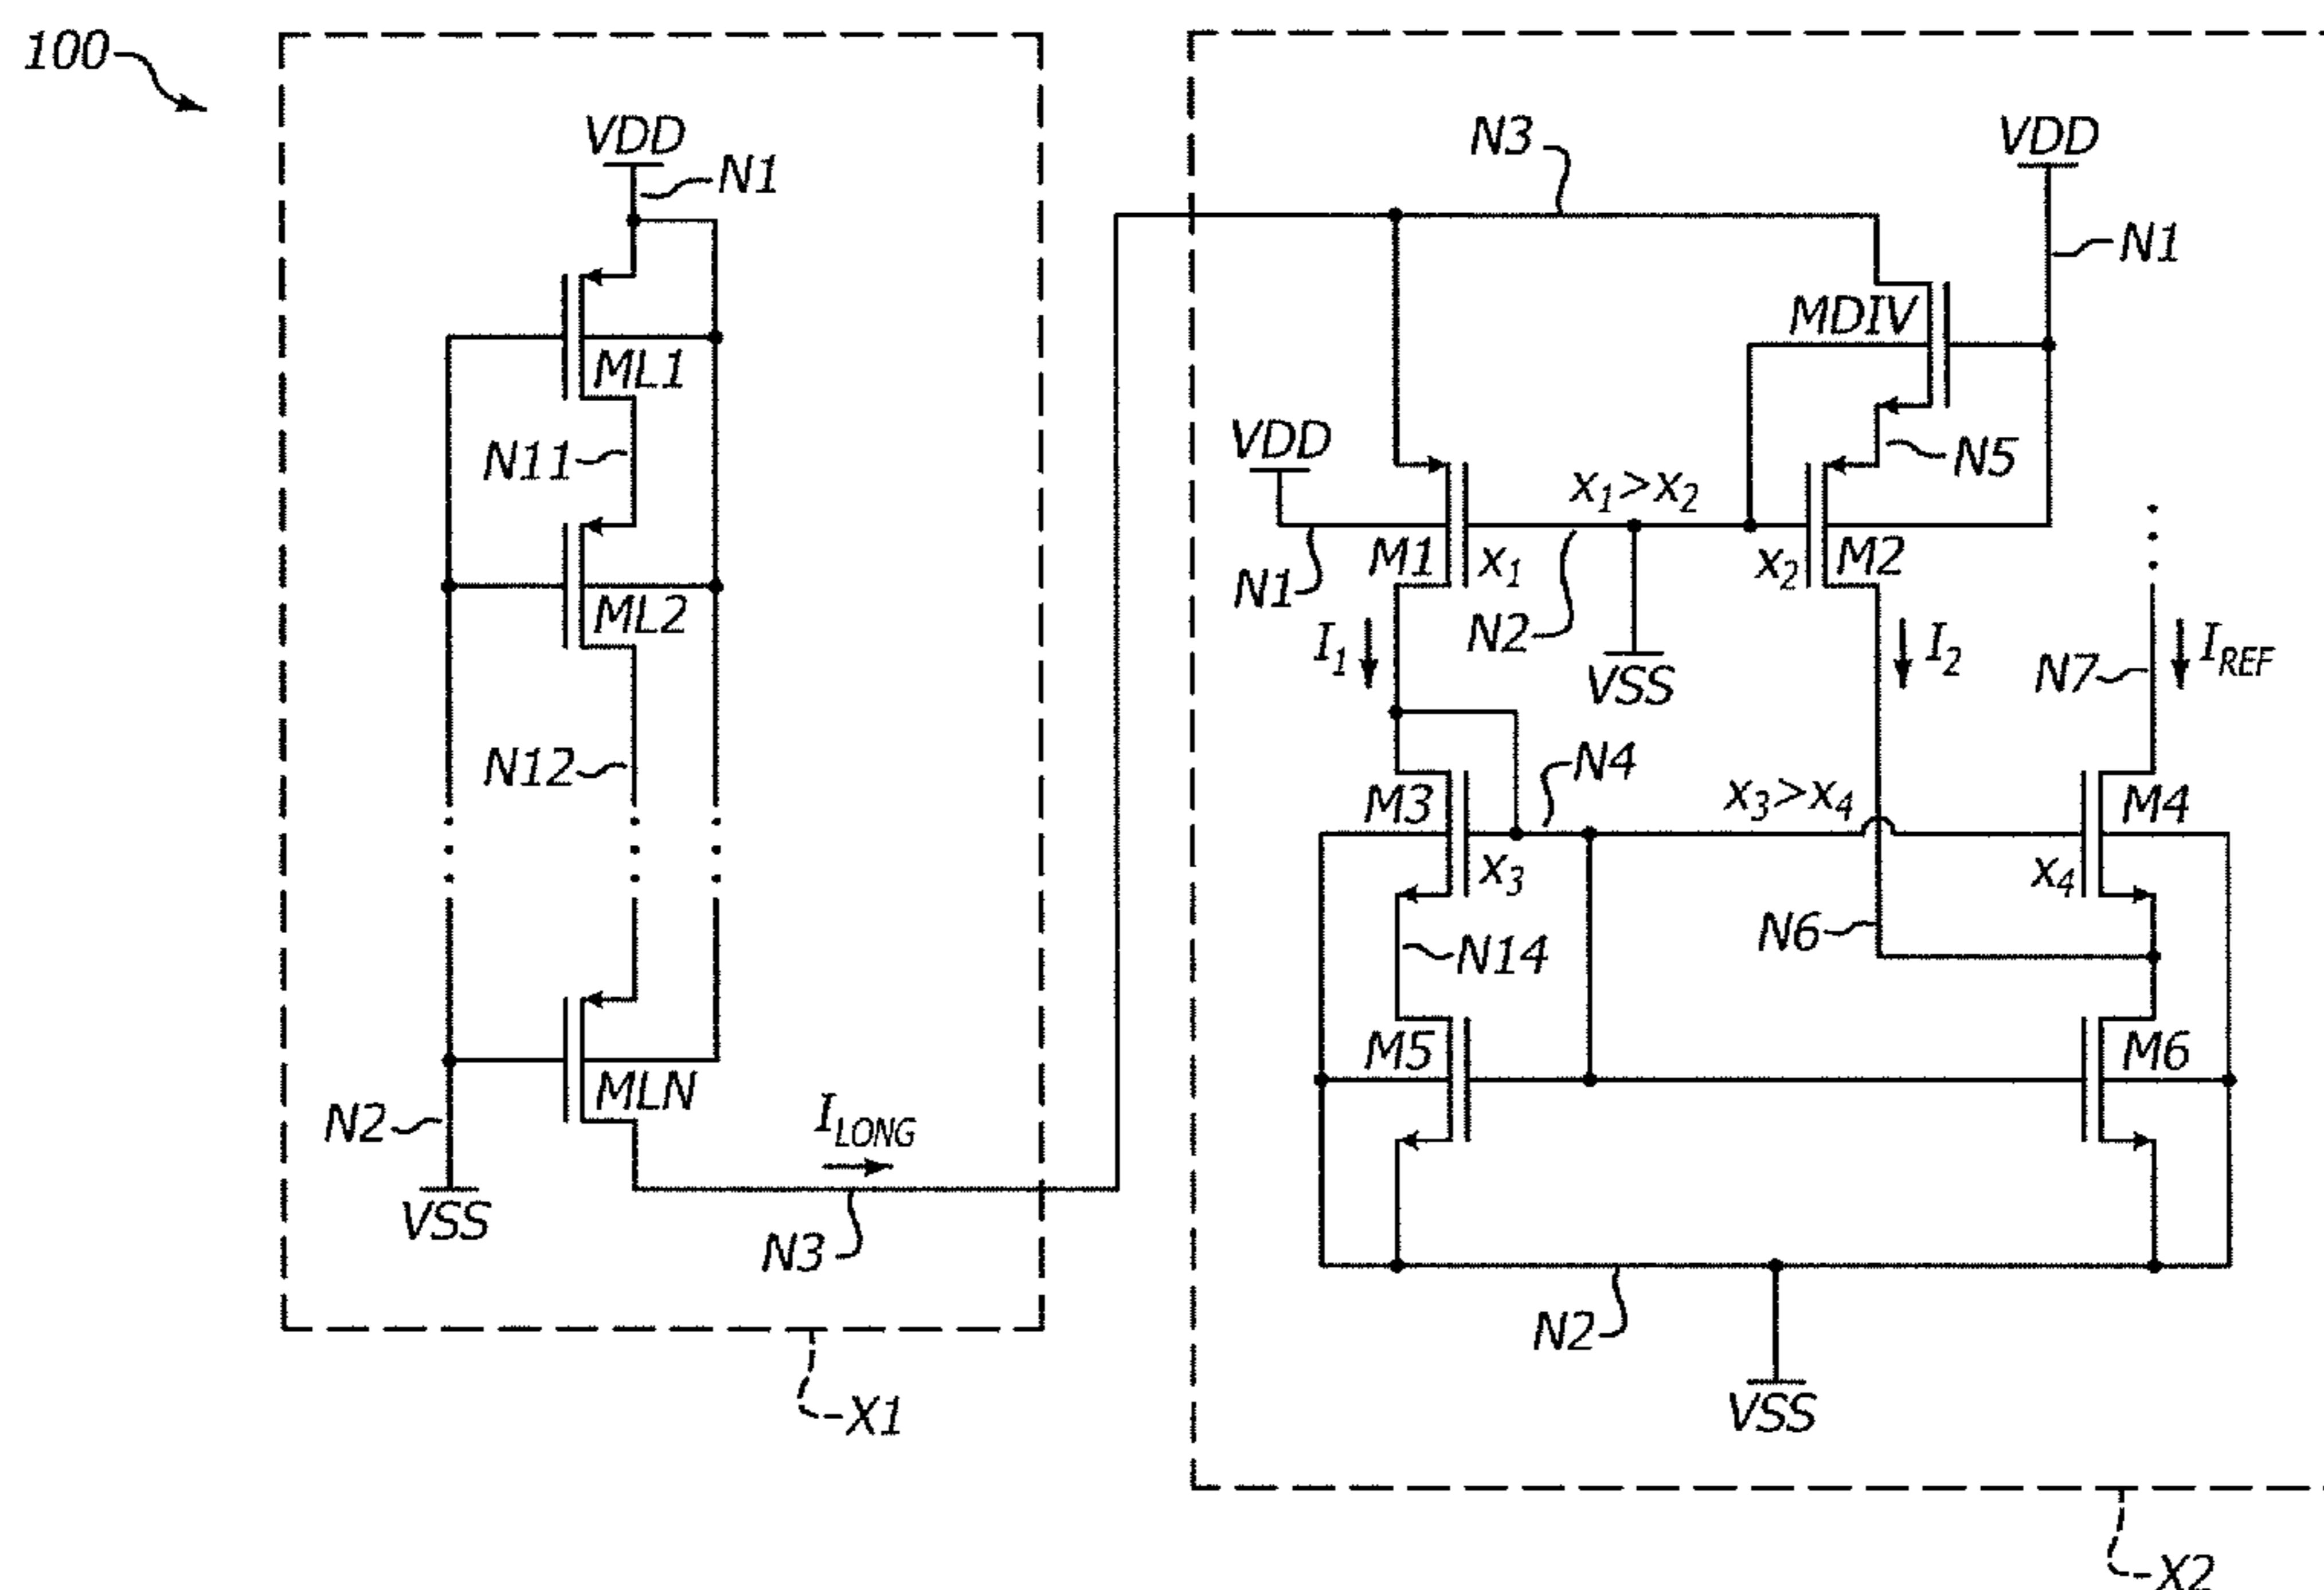 100
VDD
N1
ML1
N11
ML2
N12
MLN
N2
VSS
I_LONG
N3
X1
N3
VDD
N1
MDIV
N5
VDD
N1
M1
x₁
x₁>x₂
N2
VSS
x₂
M2
I₁
I₂
N7
I_REF
N4
M3
x₃
x₃>x₄
M4
x₄
N6
N14
M5
M6
N2
VSS
X2